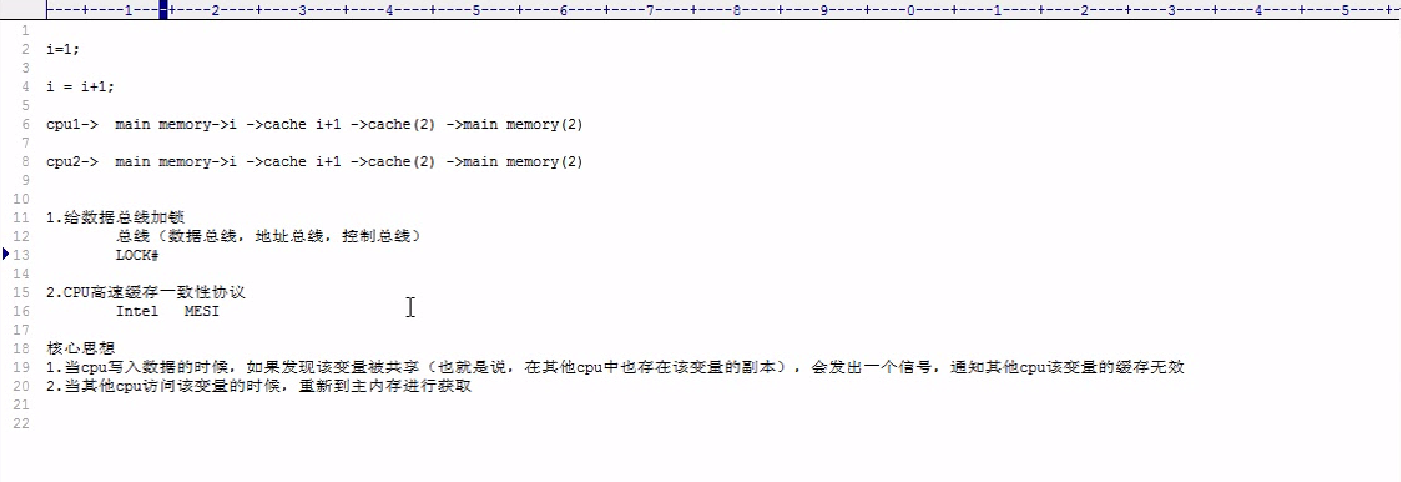 ----+----1----+----2----+----3----+----4----+----5----+----6----+----7----+----8----+----9----+----0----+----1----+----2----+----3----+----4----+----5----+-
1
2 i=1;
3
4 i = i+1;
5
6 cpu1-> main memory->i ->cache i+1 ->cache(2) ->main memory(2)
7
8 cpu2-> main memory->i ->cache i+1 ->cache(2) ->main memory(2)
9
10
11 1.给数据总线加锁
12 总线（数据总线，地址总线，控制总线）
13 LOCK#
14
15 2.CPU高速缓存一致性协议
16 Intel MESI
17
18 核心思想
19 1.当cpu写入数据的时候，如果发现该变量被共享（也就是说，在其他cpu中也存在该变量的副本），会发出一个信号，通知其他cpu该变量的缓存无效
20 2.当其他cpu访问该变量的时候，重新到主内存进行获取
21
22